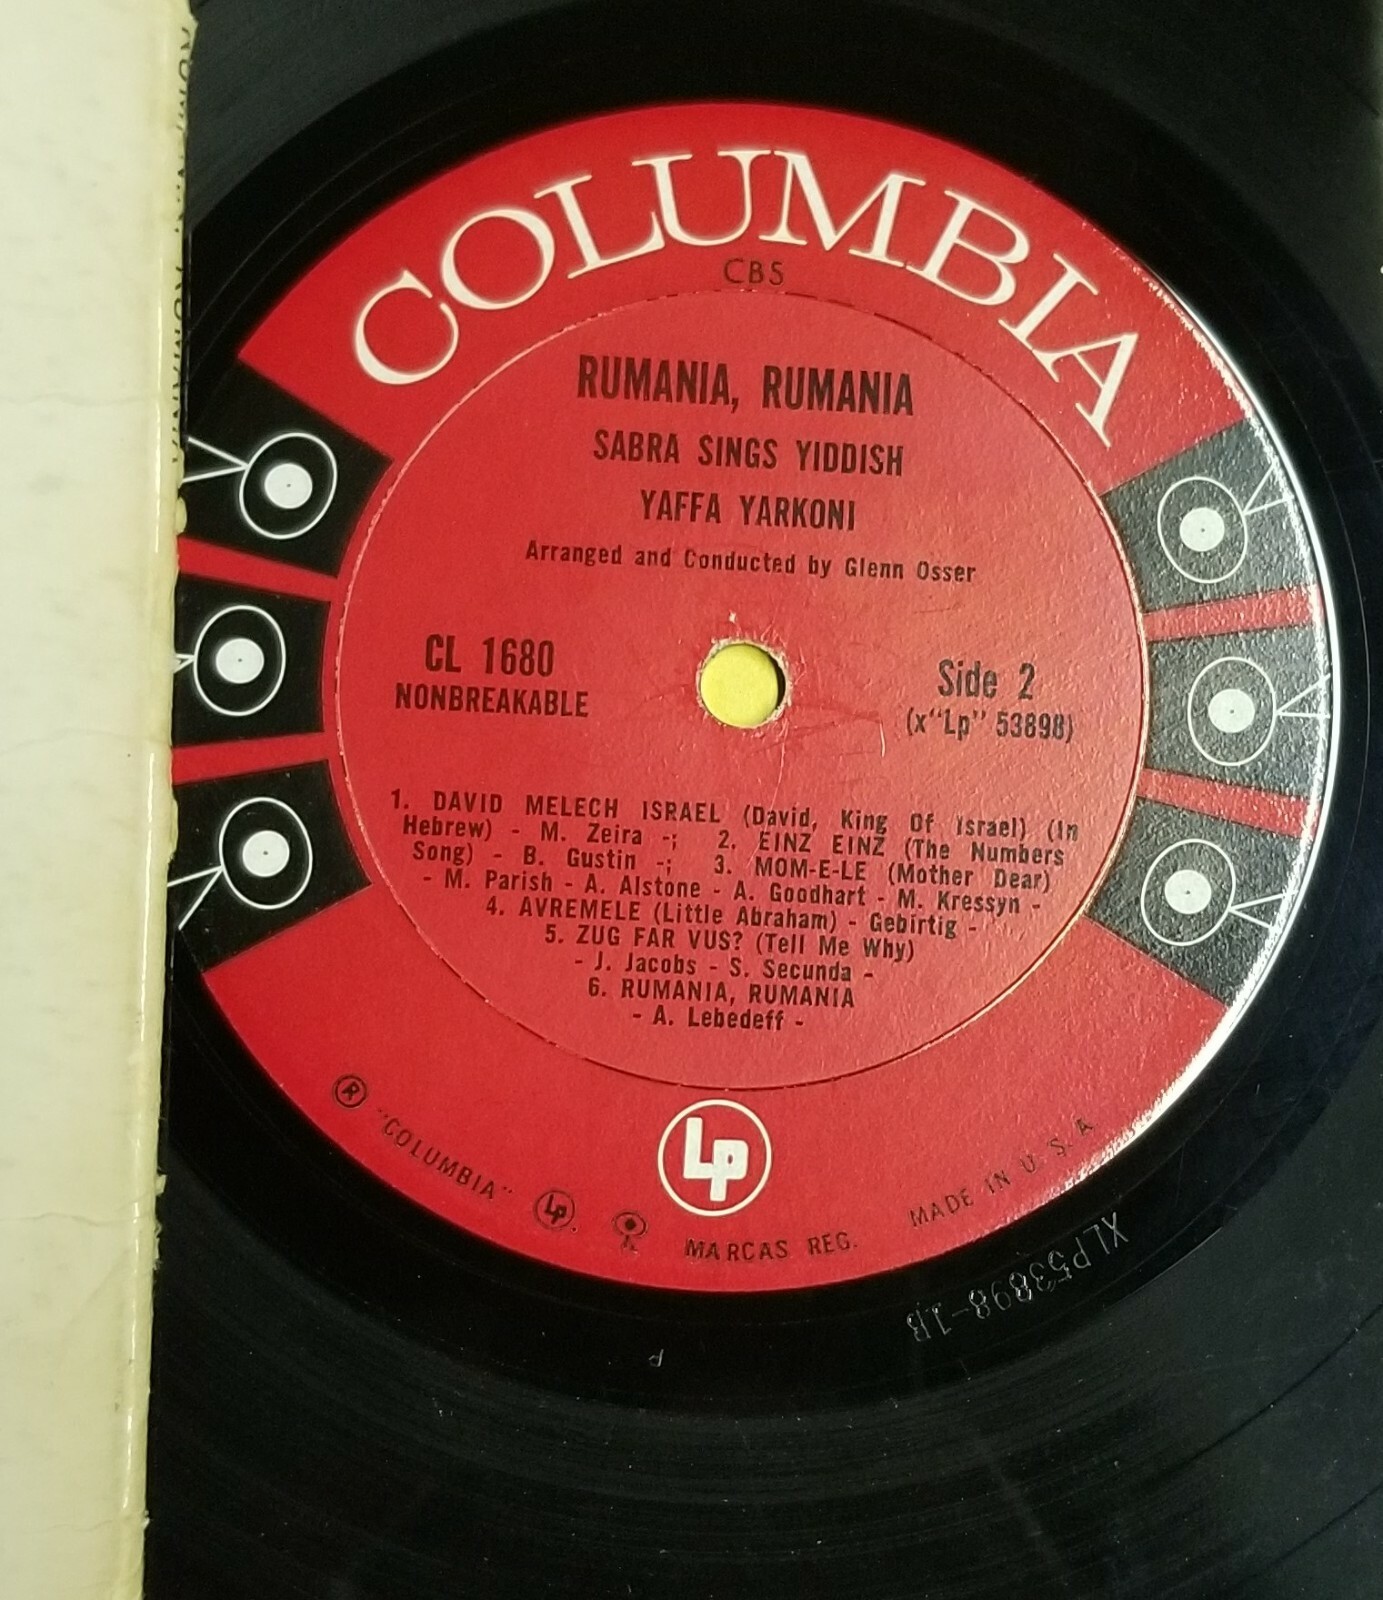 COLUMBIA
CBS
RUMANIA, RUMANIA
SABRA SINGS YIDDISH
YAFFA YARKONI
Arranged and Conducted by Glenn Osser
CL 1680
NONBREAKABLE
Side 2
(x"Lp" 53898)
1. DAVID MELECH ISRAEL (David, King Of Israel) (In
Hebrew) - M. Zeira -; 2. EINZ EINZ (The Numbers
Song) - B. Gustin -; 3. MOM-E-LE (Mother Dear)
- M. Parish - A. Alstone - A. Goodhart - M. Kressyn -
4. AVREMELE (Little Abraham) - Gebirtig -
5. ZUG FAR VUS? (Tell Me Why)
- J. Jacobs - S. Secunda -
6. RUMANIA, RUMANIA
- A. Lebedeff -
Lp
® "COLUMBIA" Lp. MARCAS REG. MADE IN U. S. A
XLP53898-1B
P